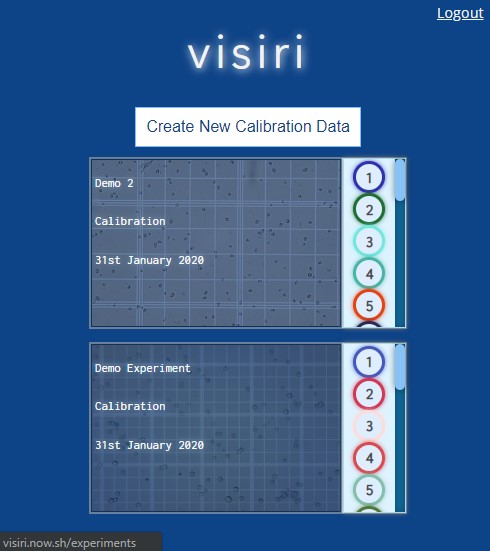 Logout
visiri
Create New Calibration Data
Demo 2
Calibration
31st January 2020
1
2
3
4
5
Demo Experiment
Calibration
31st January 2020
1
2
3
4
5
visiri.now.sh/experiments